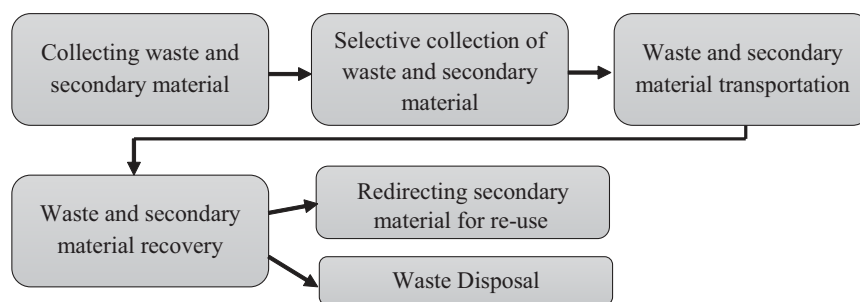 Collecting waste and
secondary material
Selective collection of
waste and secondary
material
Waste and secondary
material transportation
Waste and secondary
material recovery
Redirecting secondary
material for re-use
Waste Disposal